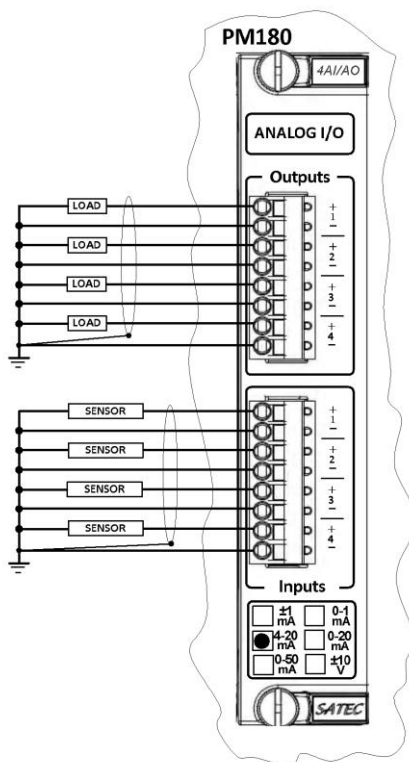 PM180
4AI/AO
ANALOG I/O
Outputs
LOAD
+
1
−
LOAD
+
2
−
LOAD
+
3
−
LOAD
+
4
−
SENSOR
+
1
−
SENSOR
+
2
−
SENSOR
+
3
−
SENSOR
+
4
−
Inputs
±1 mA
0-1 mA
4-20 mA
0-20 mA
0-50 mA
±10 V
SATEC